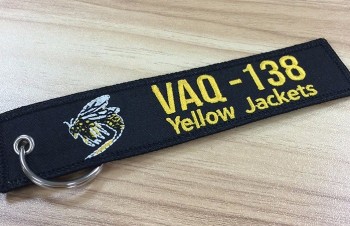 VAQ - 138
Yellow Jackets